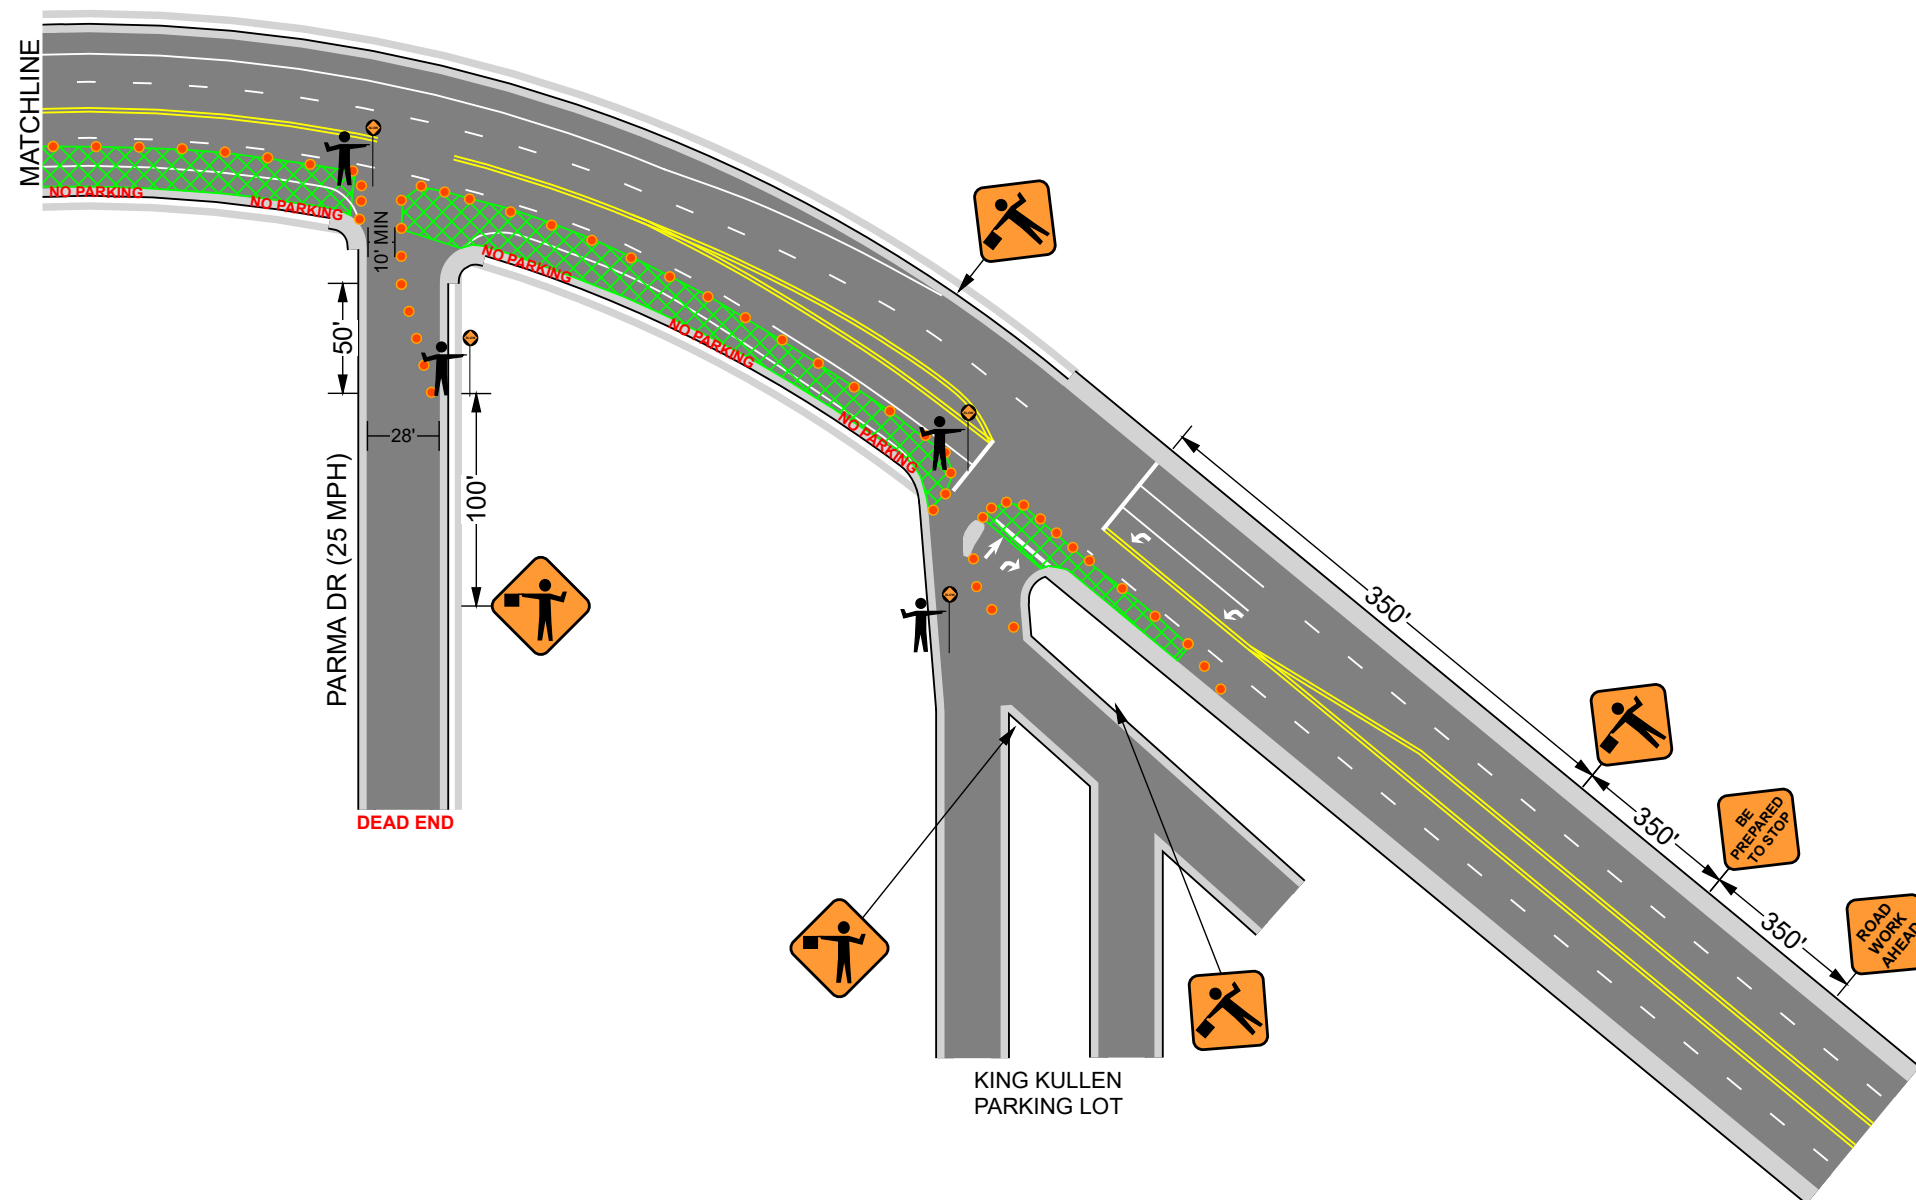 MATCHLINE
NO PARKING
NO PARKING
10' MIN
NO PARKING
NO PARKING
NO PARKING
50'
28'
100'
PARMA DR (25 MPH)
DEAD END
350'
350'
BE
PREPARED
TO STOP
350'
ROAD
WORK
AHEAD
KING KULLEN
PARKING LOT